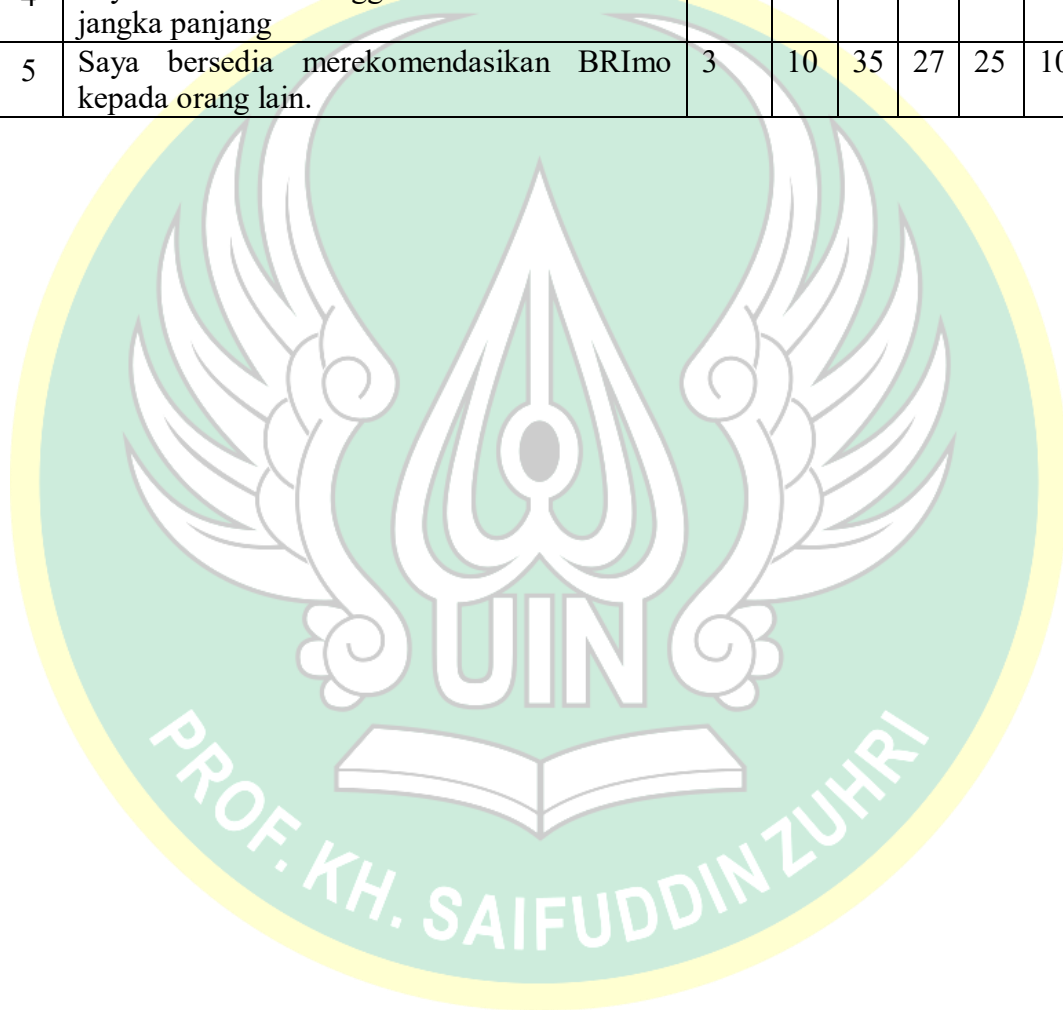 jangka panjang
5 Saya bersedia merekomendasikan BRImo 3 10 35 27 25
kepada orang lain.
UIN
PROF. KH. SAIFUDDIN ZUHRI